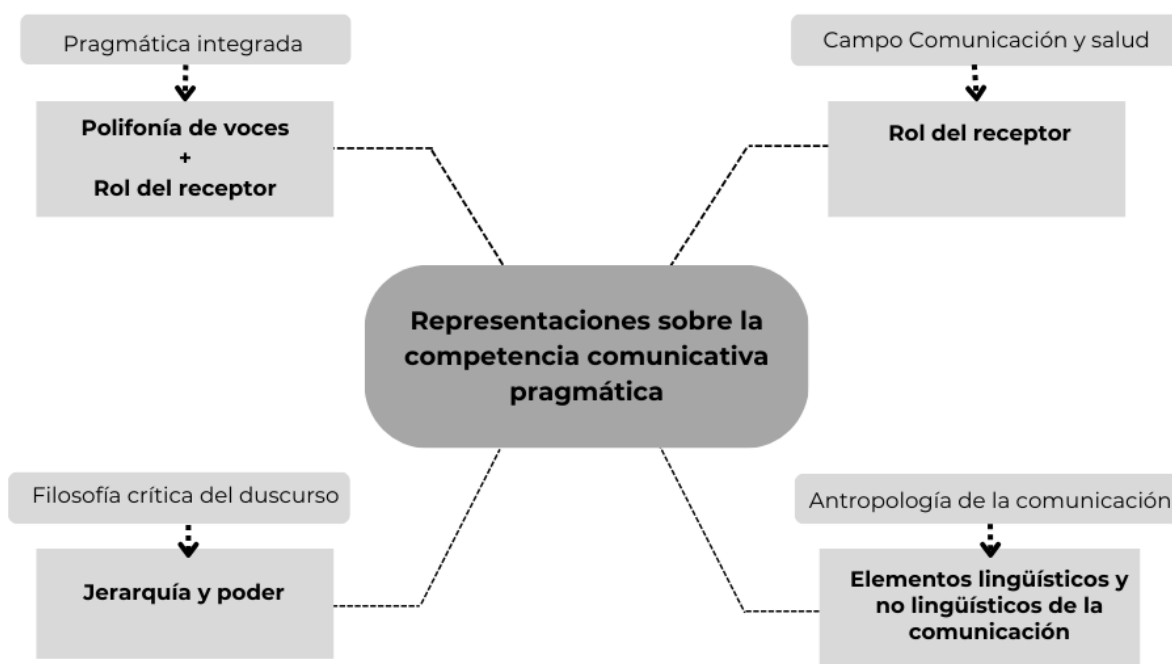 Pragmática integrada
Campo Comunicación y salud
Polifonía de voces
+
Rol del receptor
Rol del receptor
Representaciones sobre la
competencia comunicativa
pragmática
Filosofía crítica del duscurso
Antropología de la comunicación
Jerarquía y poder
Elementos lingüísticos y
no lingüísticos de la
comunicación